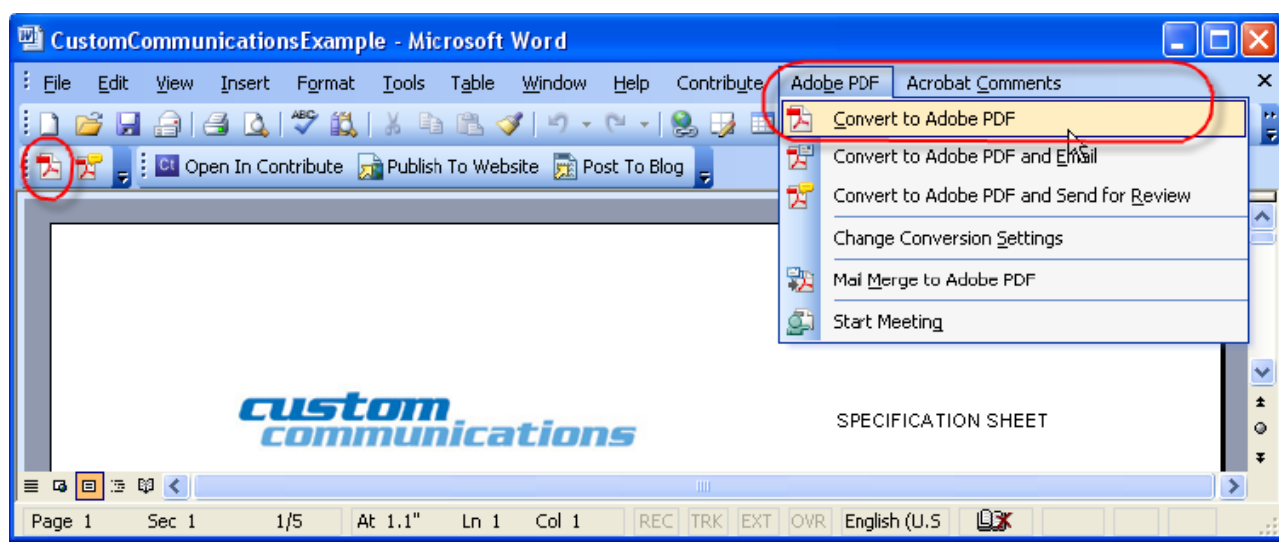 CustomCommunicationsExample - Microsoft Word
File Edit View Insert Format Tools Table Window Help Contribute Adobe PDF Acrobat Comments
Convert to Adobe PDF
Open In Contribute Publish To Website Post To Blog
Convert to Adobe PDF and Email
Convert to Adobe PDF and Send for Review
Change Conversion Settings
Mail Merge to Adobe PDF
Start Meeting
custom
communications
SPECIFICATION SHEET
Page 1 Sec 1 1/5 At 1.1" Ln 1 Col 1 REC TRK EXT OVR English (U.S